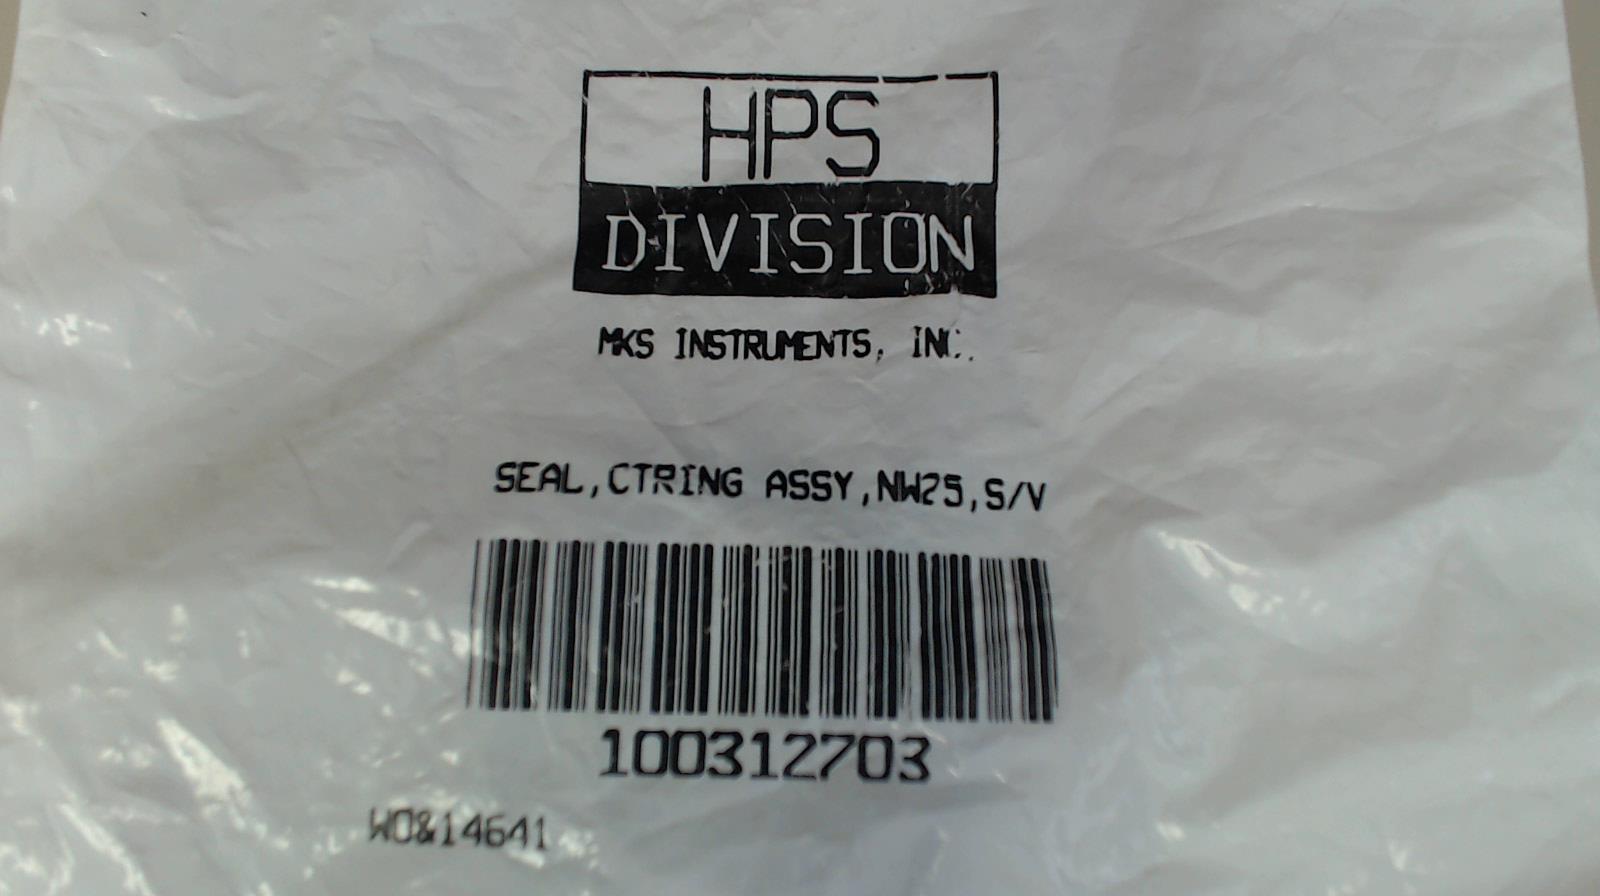 HPS
DIVISION
MKS INSTRUMENTS, INC.
SEAL,CTRING ASSY,NW25,S/V
100312703
WO&14641